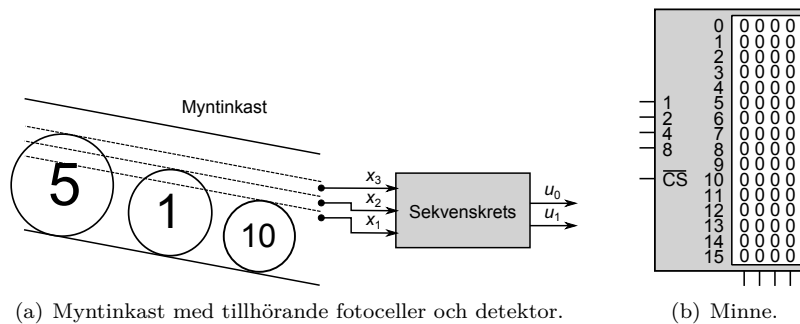 Myntinkast
5
1
10
x3
x2
x1
Sekvenskrets
u0
u1
(a) Myntinkast med tillhörande fotoceller och detektor.
0 0 0 0 0
1 0 0 0 0
2 0 0 0 0
3 0 0 0 0
4 0 0 0 0
1 5 0 0 0 0
2 6 0 0 0 0
4 7 0 0 0 0
8 8 0 0 0 0
9 0 0 0 0
CS 10 0 0 0 0
11 0 0 0 0
12 0 0 0 0
13 0 0 0 0
14 0 0 0 0
15 0 0 0 0
(b) Minne.